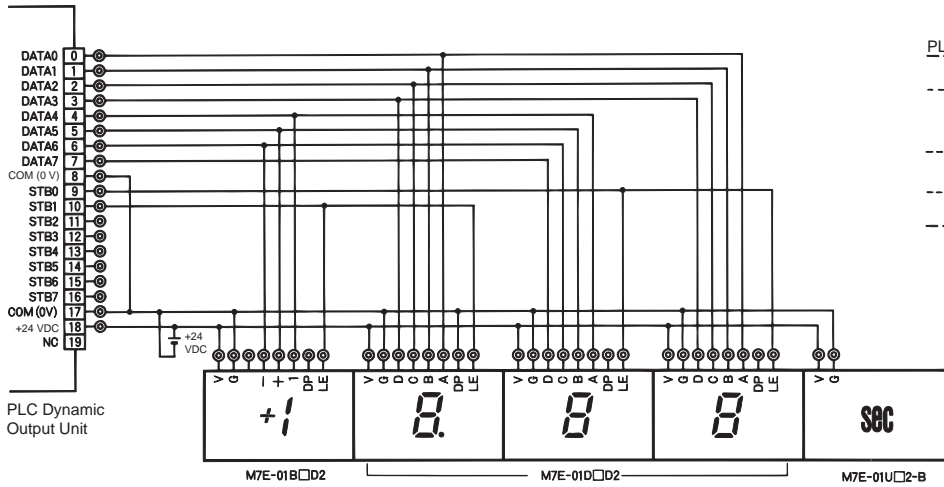 DATA0 0
DATA1 1
DATA2 2
DATA3 3
DATA4 4
DATA5 5
DATA6 6
DATA7 7
COM (0 V) 8
STB0 9
STB1 10
STB2 11
STB3 12
STB4 13
STB5 14
STB6 15
STB7 16
COM (0V) 17
+24 VDC 18
NC 19
PLC Dynamic
Output Unit
+24
VDC
V G − + 1 DP LE
V G D C B A DP LE
V G D C B A DP LE
V G D C B A DP LE
V G
+1
8.
8
8
sec
M7E-01B□D2
M7E-01D□D2
M7E-01U□2-B
PL